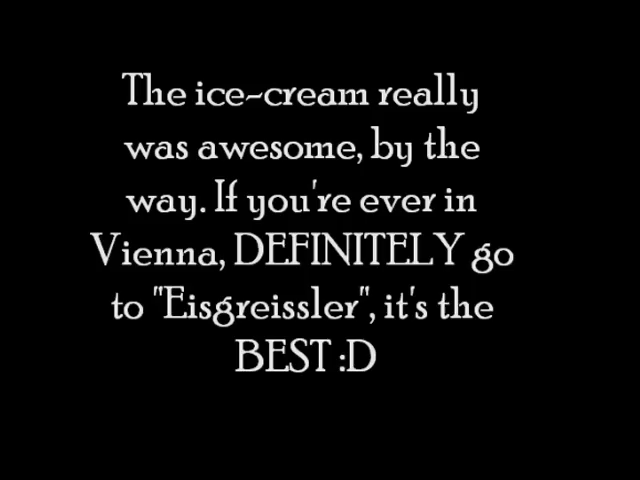 The ice-cream really
was awesome, by the
way. If you're ever in
Vienna, DEFINITELY go
to "Eisgreissler", it's the
BEST :D